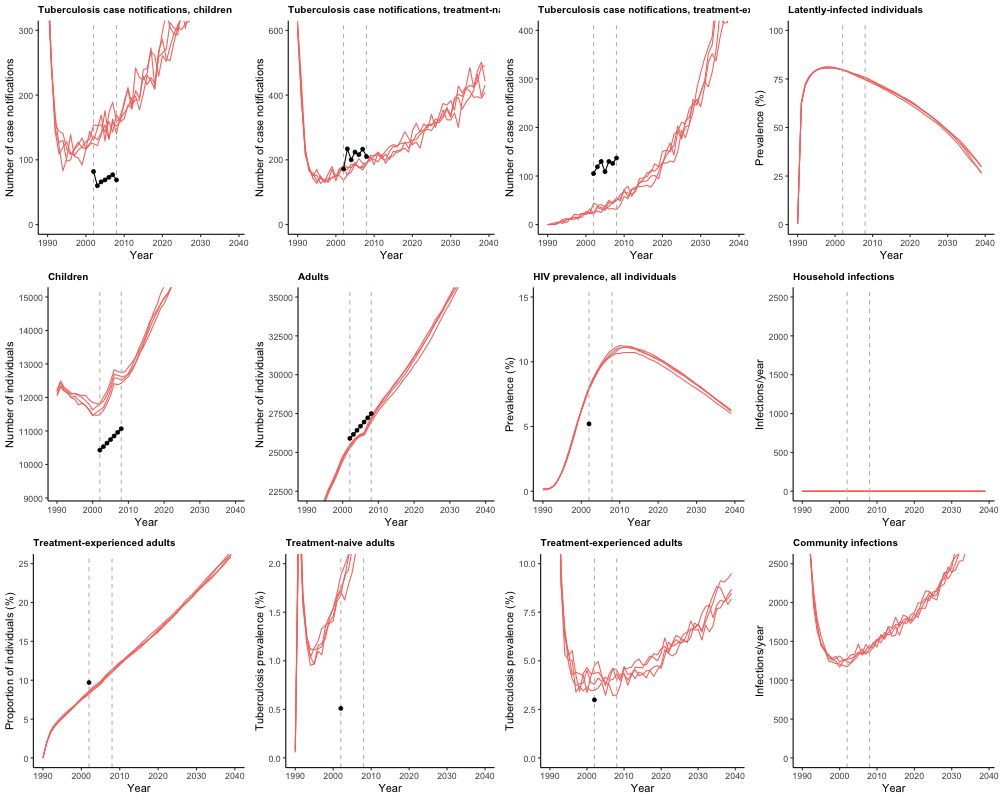 Tuberculosis case notifications, children
Number of case notifications
300
200
100
0
1990 2000 2010 2020 2030 2040
Year
Tuberculosis case notifications, treatment-na
Number of case notifications
600
400
200
0
1990 2000 2010 2020 2030 2040
Year
Tuberculosis case notifications, treatment-ex
Number of case notifications
400
300
200
100
0
1990 2000 2010 2020 2030 2040
Year
Latently-infected individuals
Prevalence (%)
100
75
50
25
0
1990 2000 2010 2020 2030 2040
Year
Children
Number of individuals
15000
14000
13000
12000
11000
10000
9000
1990 2000 2010 2020 2030 2040
Year
Adults
Number of individuals
35000
32500
30000
27500
25000
22500
1990 2000 2010 2020 2030 2040
Year
HIV prevalence, all individuals
Prevalence (%)
15
10
5
0
1990 2000 2010 2020 2030 2040
Year
Household infections
Infections/year
2500
2000
1500
1000
500
0
1990 2000 2010 2020 2030 2040
Year
Treatment-experienced adults
Proportion of individuals (%)
25
20
15
10
5
0
1990 2000 2010 2020 2030 2040
Year
Treatment-naive adults
Tuberculosis prevalence (%)
2.0
1.5
1.0
0.5
0.0
1990 2000 2010 2020 2030 2040
Year
Treatment-experienced adults
Tuberculosis prevalence (%)
10.0
7.5
5.0
2.5
0.0
1990 2000 2010 2020 2030 2040
Year
Community infections
Infections/year
2500
2000
1500
1000
500
0
1990 2000 2010 2020 2030 2040
Year